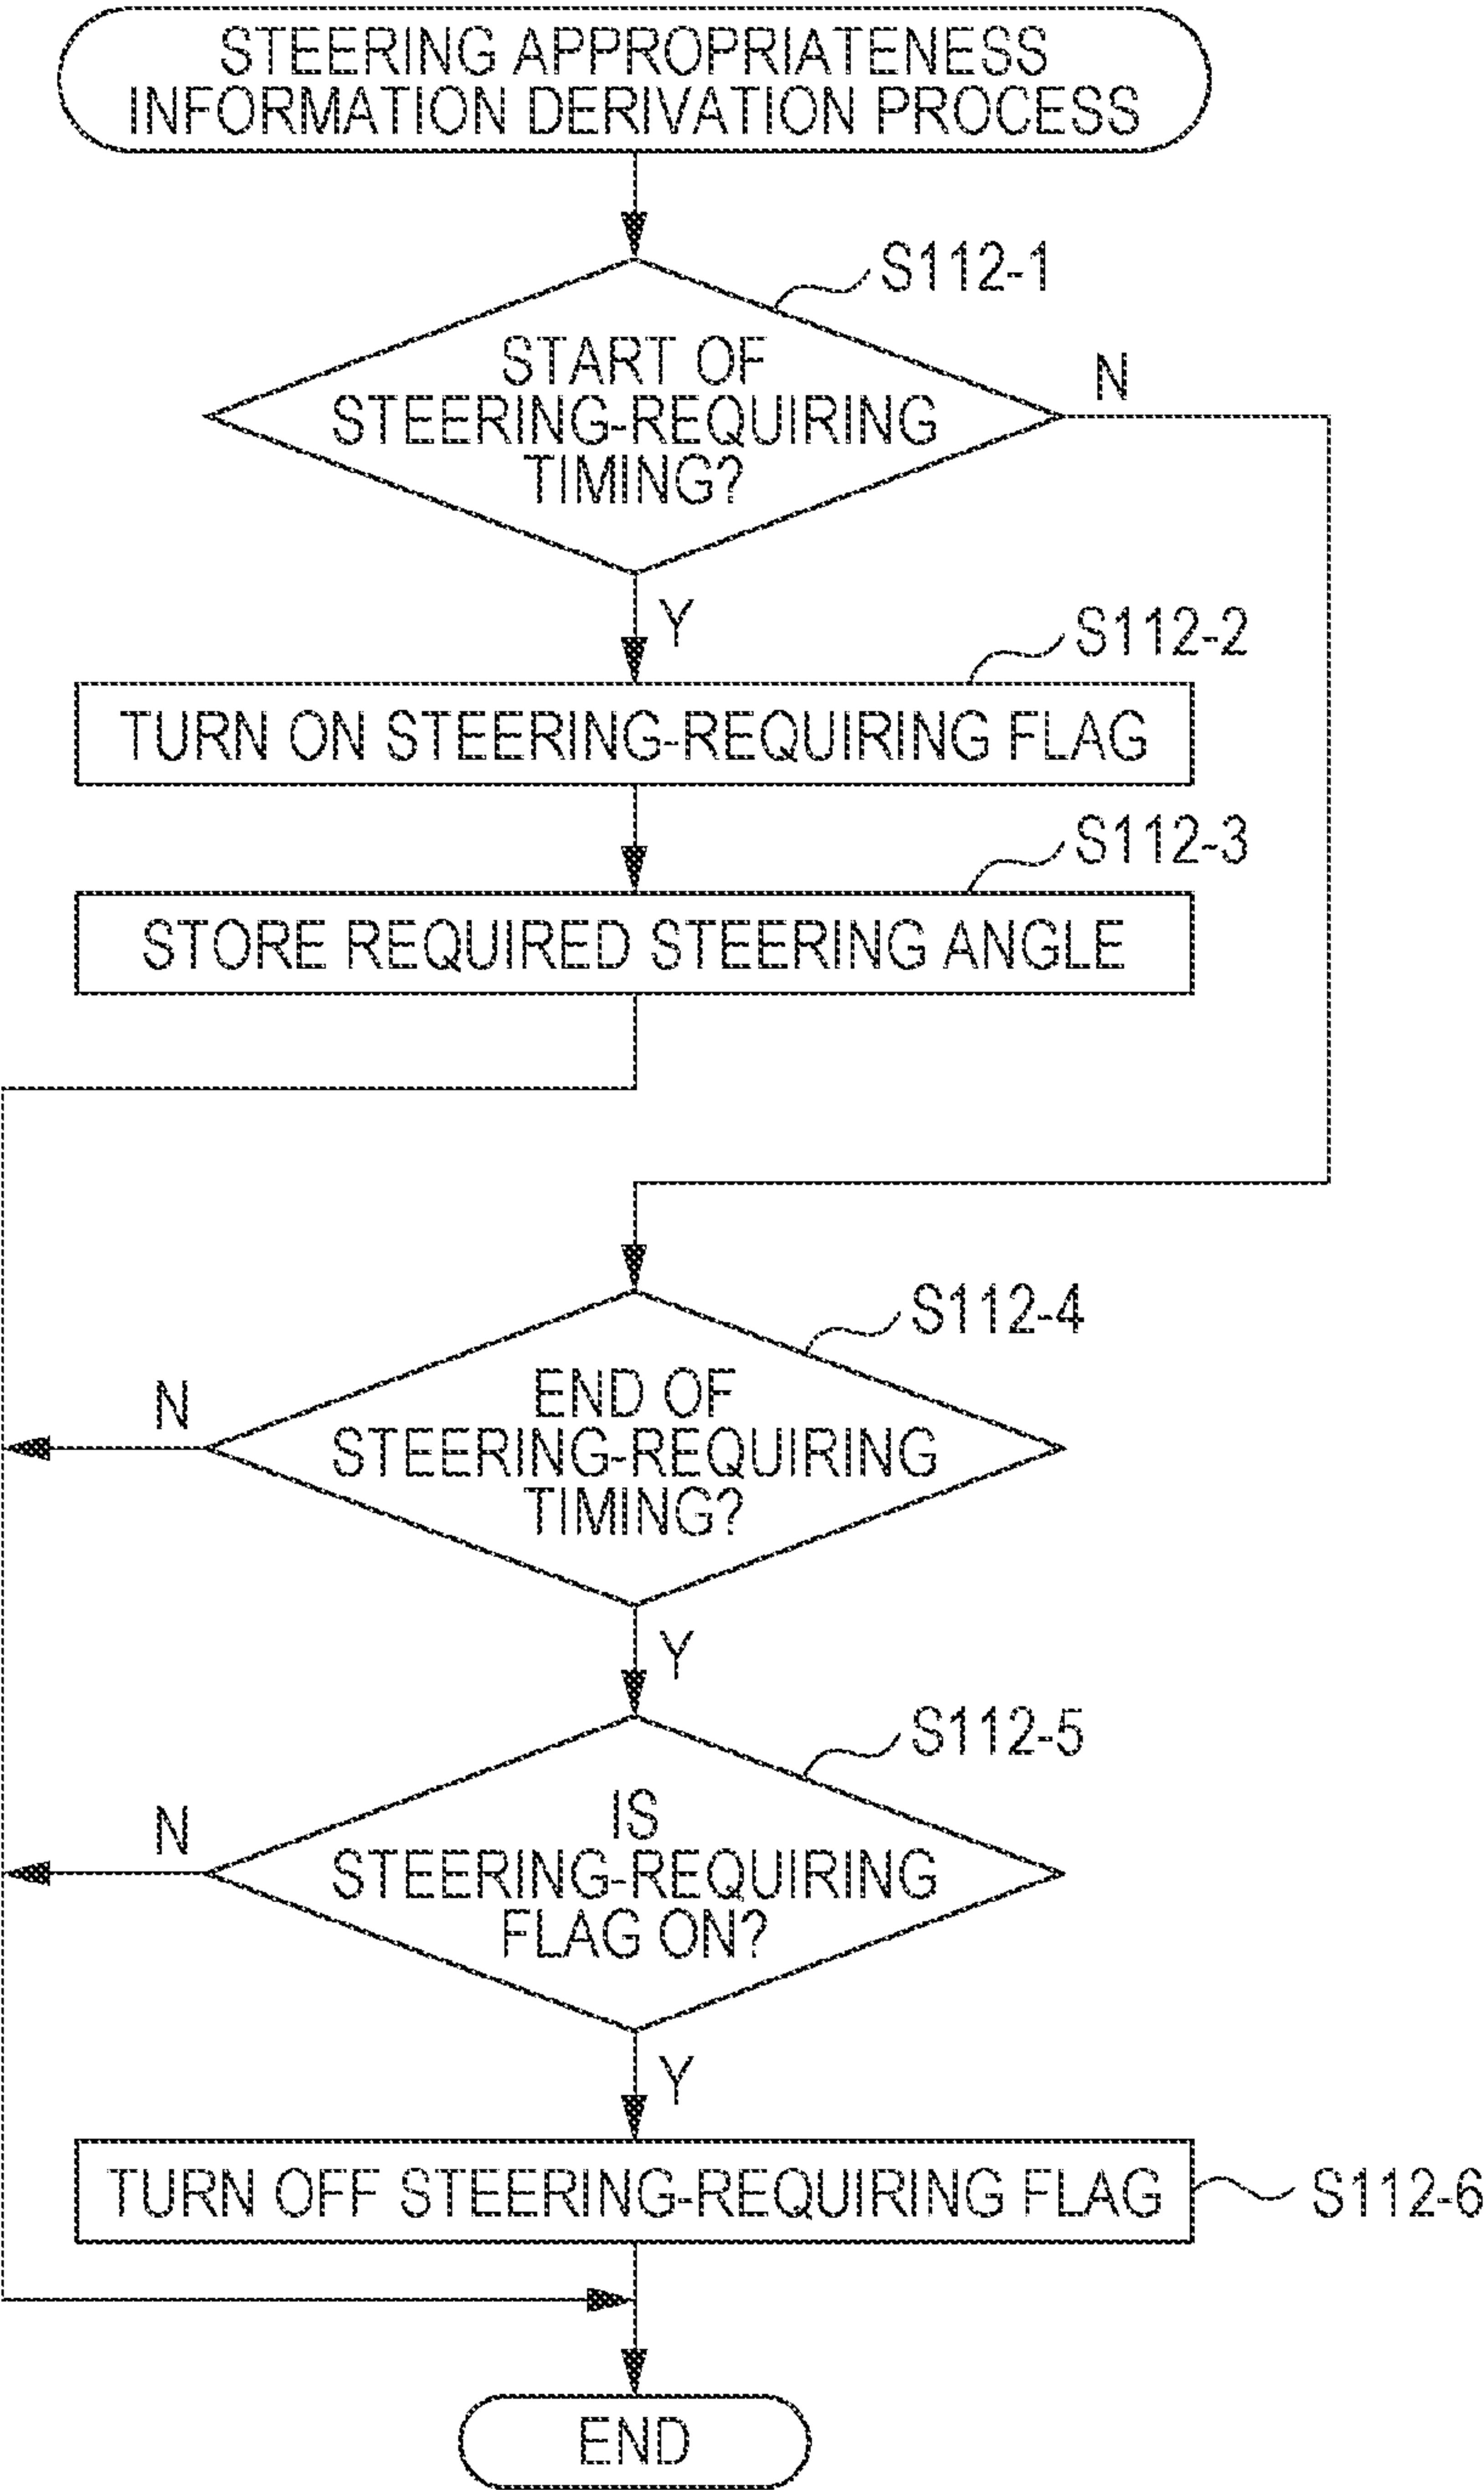 STEERING APPROPRIATENESS
INFORMATION DERIVATION PROCESS
S112-1
START OF
STEERING-REQUIRING
TIMING?
N
Y
S112-2
TURN ON STEERING-REQUIRING FLAG
S112-3
STORE REQUIRED STEERING ANGLE
S112-4
END OF
STEERING-REQUIRING
TIMING?
N
Y
S112-5
IS
STEERING-REQUIRING
FLAG ON?
N
Y
TURN OFF STEERING-REQUIRING FLAG
S112-6
END